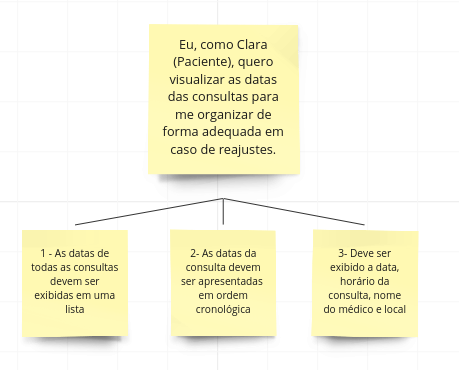 Eu, como Clara
(Paciente), quero
visualizar as datas
das consultas para
me organizar de
forma adequada em
caso de reajustes.
1 - As datas de
todas as consultas
devem ser
exibidas em uma
lista
2- As datas da
consulta devem
ser apresentadas
em ordem
cronológica
3- Deve ser
exibido a data,
horário da
consulta, nome
do médico e local